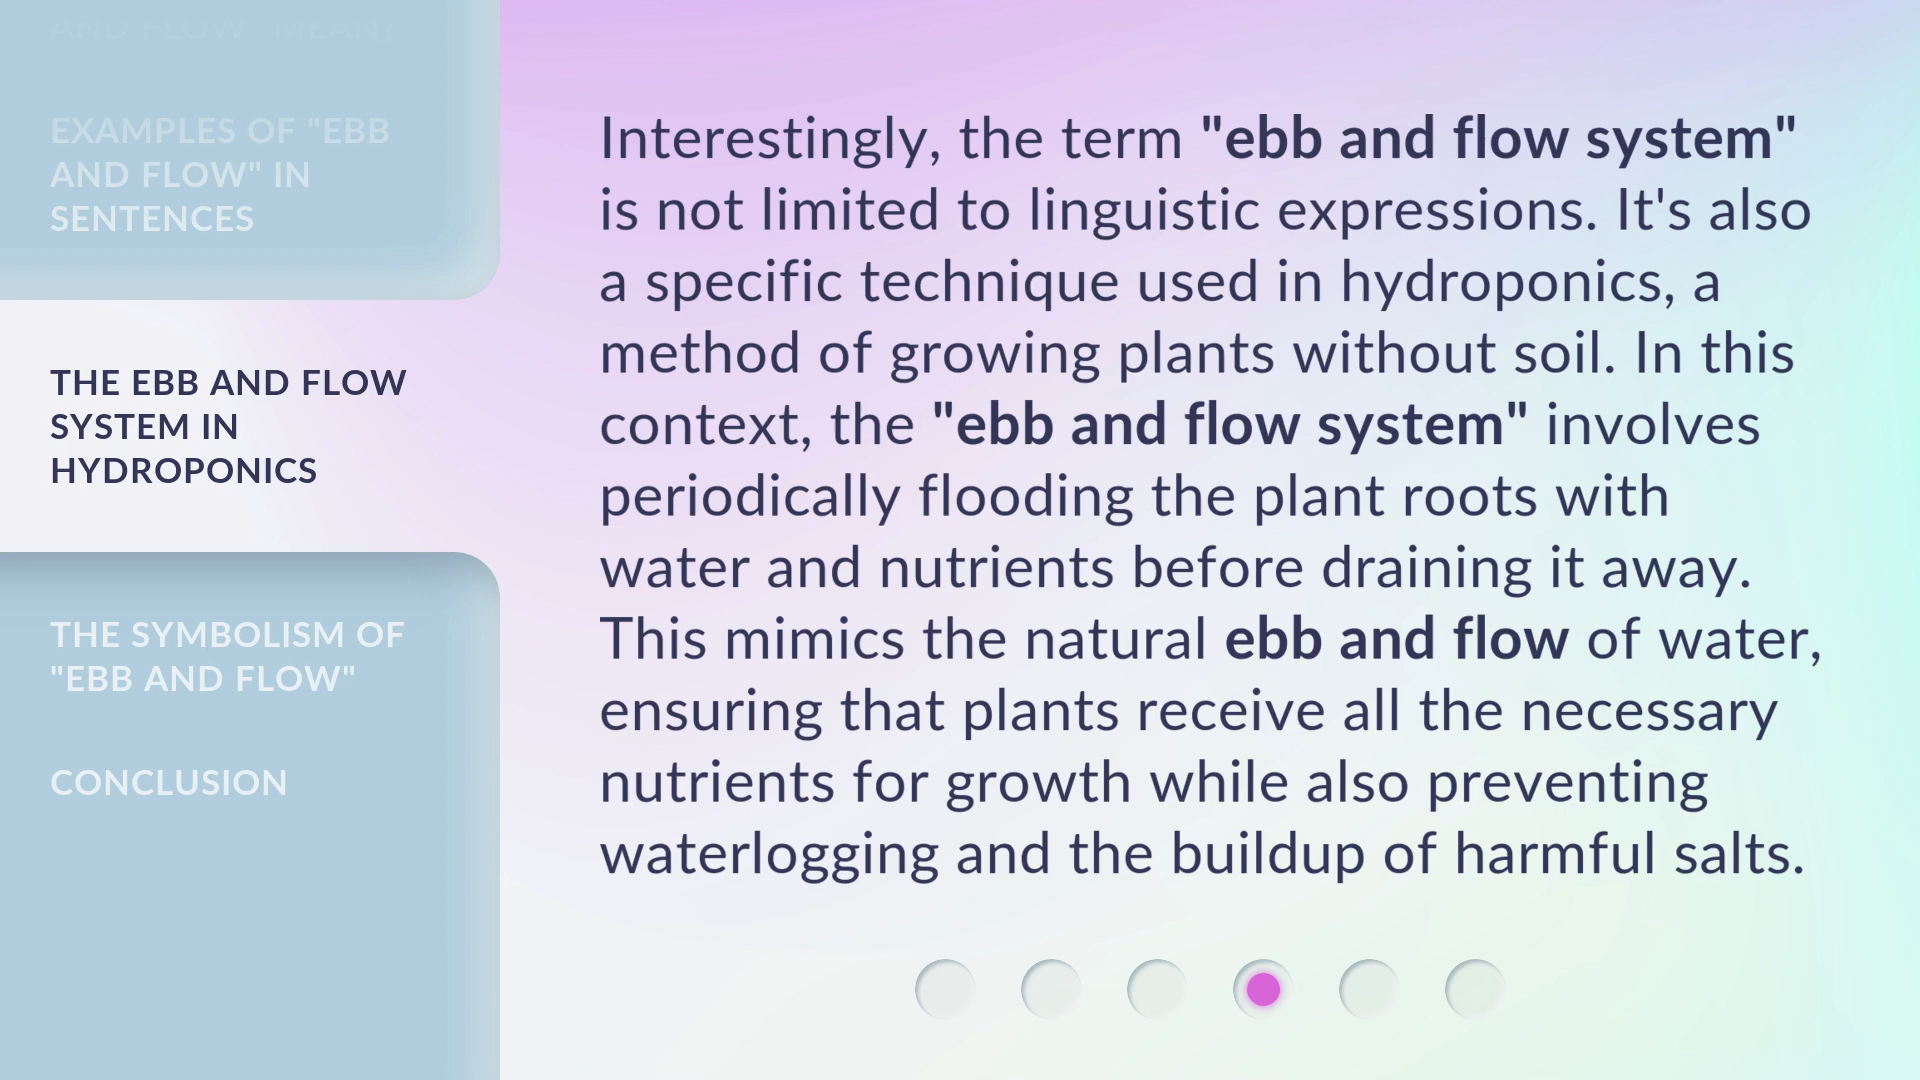 AND FLOW" MEAN?
EXAMPLES OF "EBB
AND FLOW" IN
SENTENCES
THE EBB AND FLOW
SYSTEM IN
HYDROPONICS
THE SYMBOLISM OF
"EBB AND FLOW"
CONCLUSION
Interestingly, the term "ebb and flow system"
is not limited to linguistic expressions. It's also
a specific technique used in hydroponics, a
method of growing plants without soil. In this
context, the "ebb and flow system" involves
periodically flooding the plant roots with
water and nutrients before draining it away.
This mimics the natural ebb and flow of water,
ensuring that plants receive all the necessary
nutrients for growth while also preventing
waterlogging and the buildup of harmful salts.